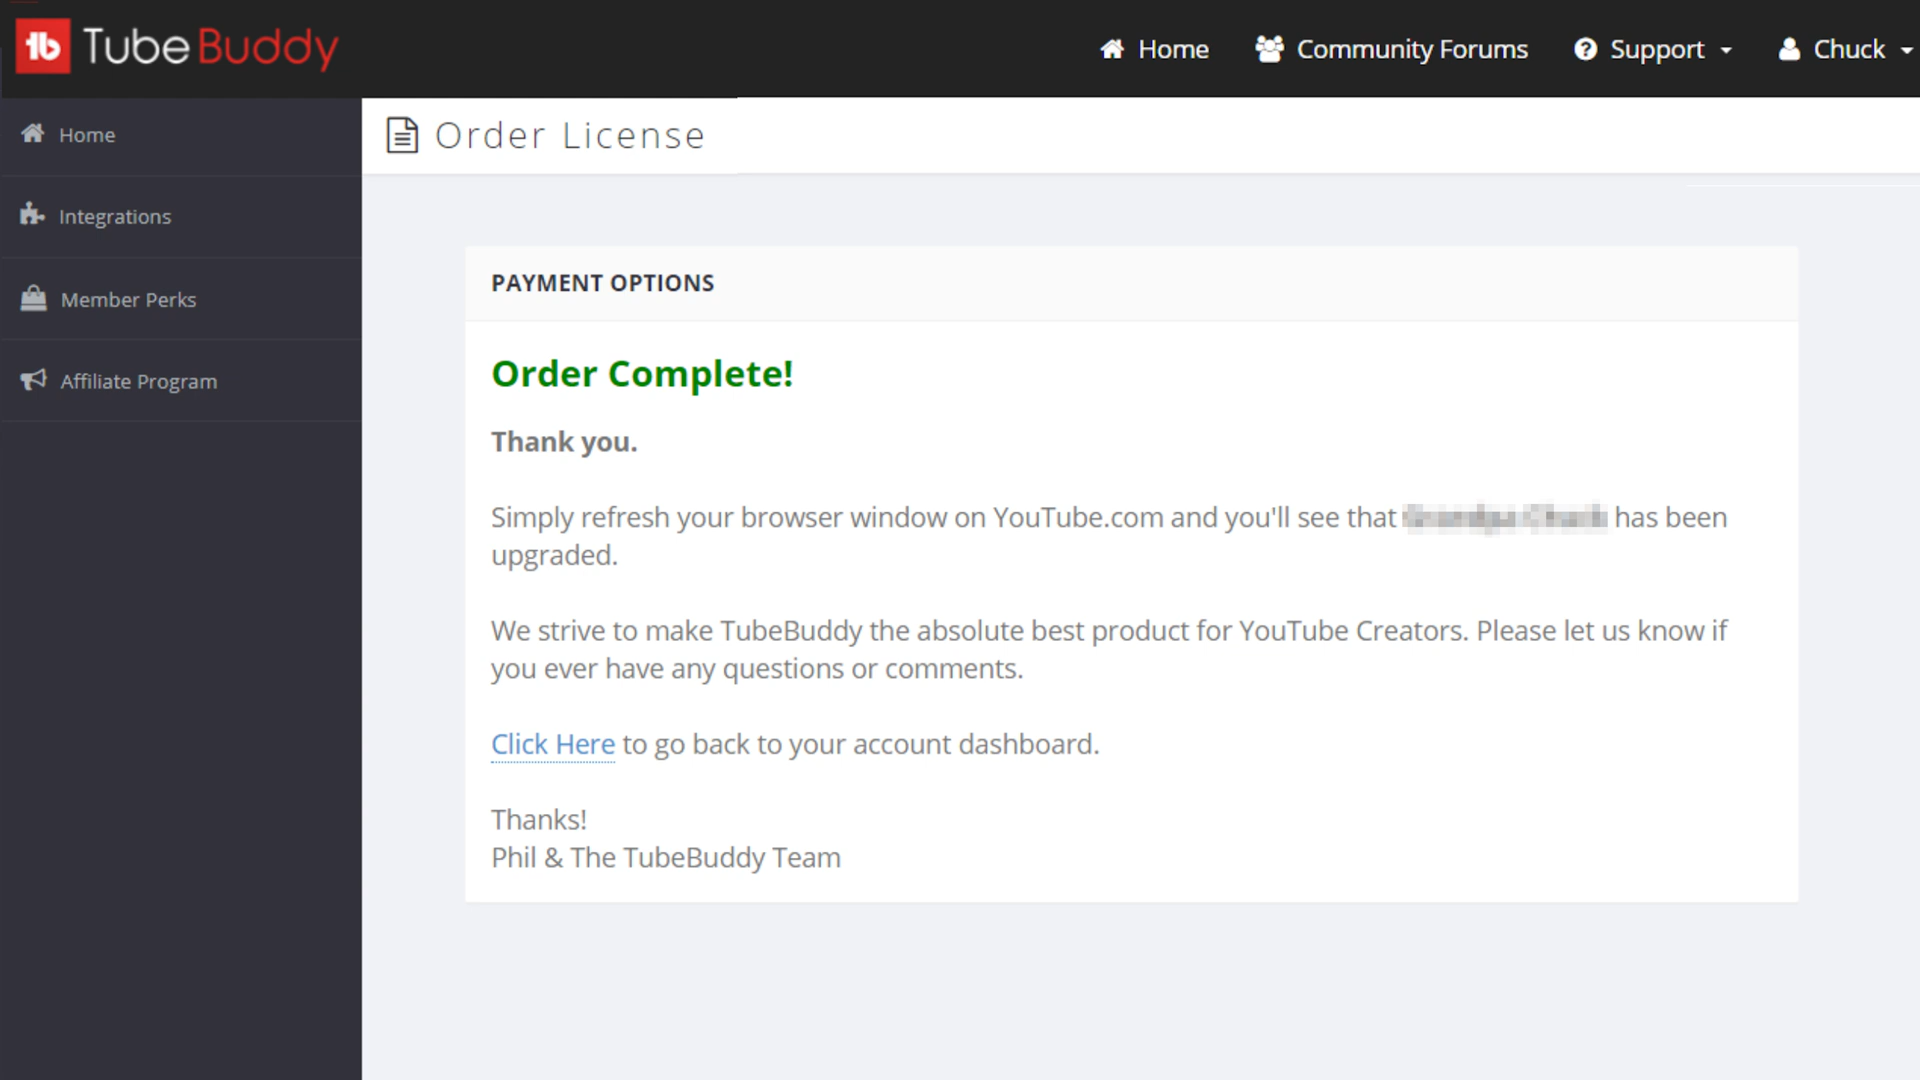 tb TubeBuddy
Home
Community Forums
Support
Chuck
Home
Integrations
Member Perks
Affiliate Program
Order License
PAYMENT OPTIONS
Order Complete!
Thank you.
Simply refresh your browser window on YouTube.com and you'll see that has been
upgraded.
We strive to make TubeBuddy the absolute best product for YouTube Creators. Please let us know if
you ever have any questions or comments.
Click Here to go back to your account dashboard.
Thanks!
Phil & The TubeBuddy Team